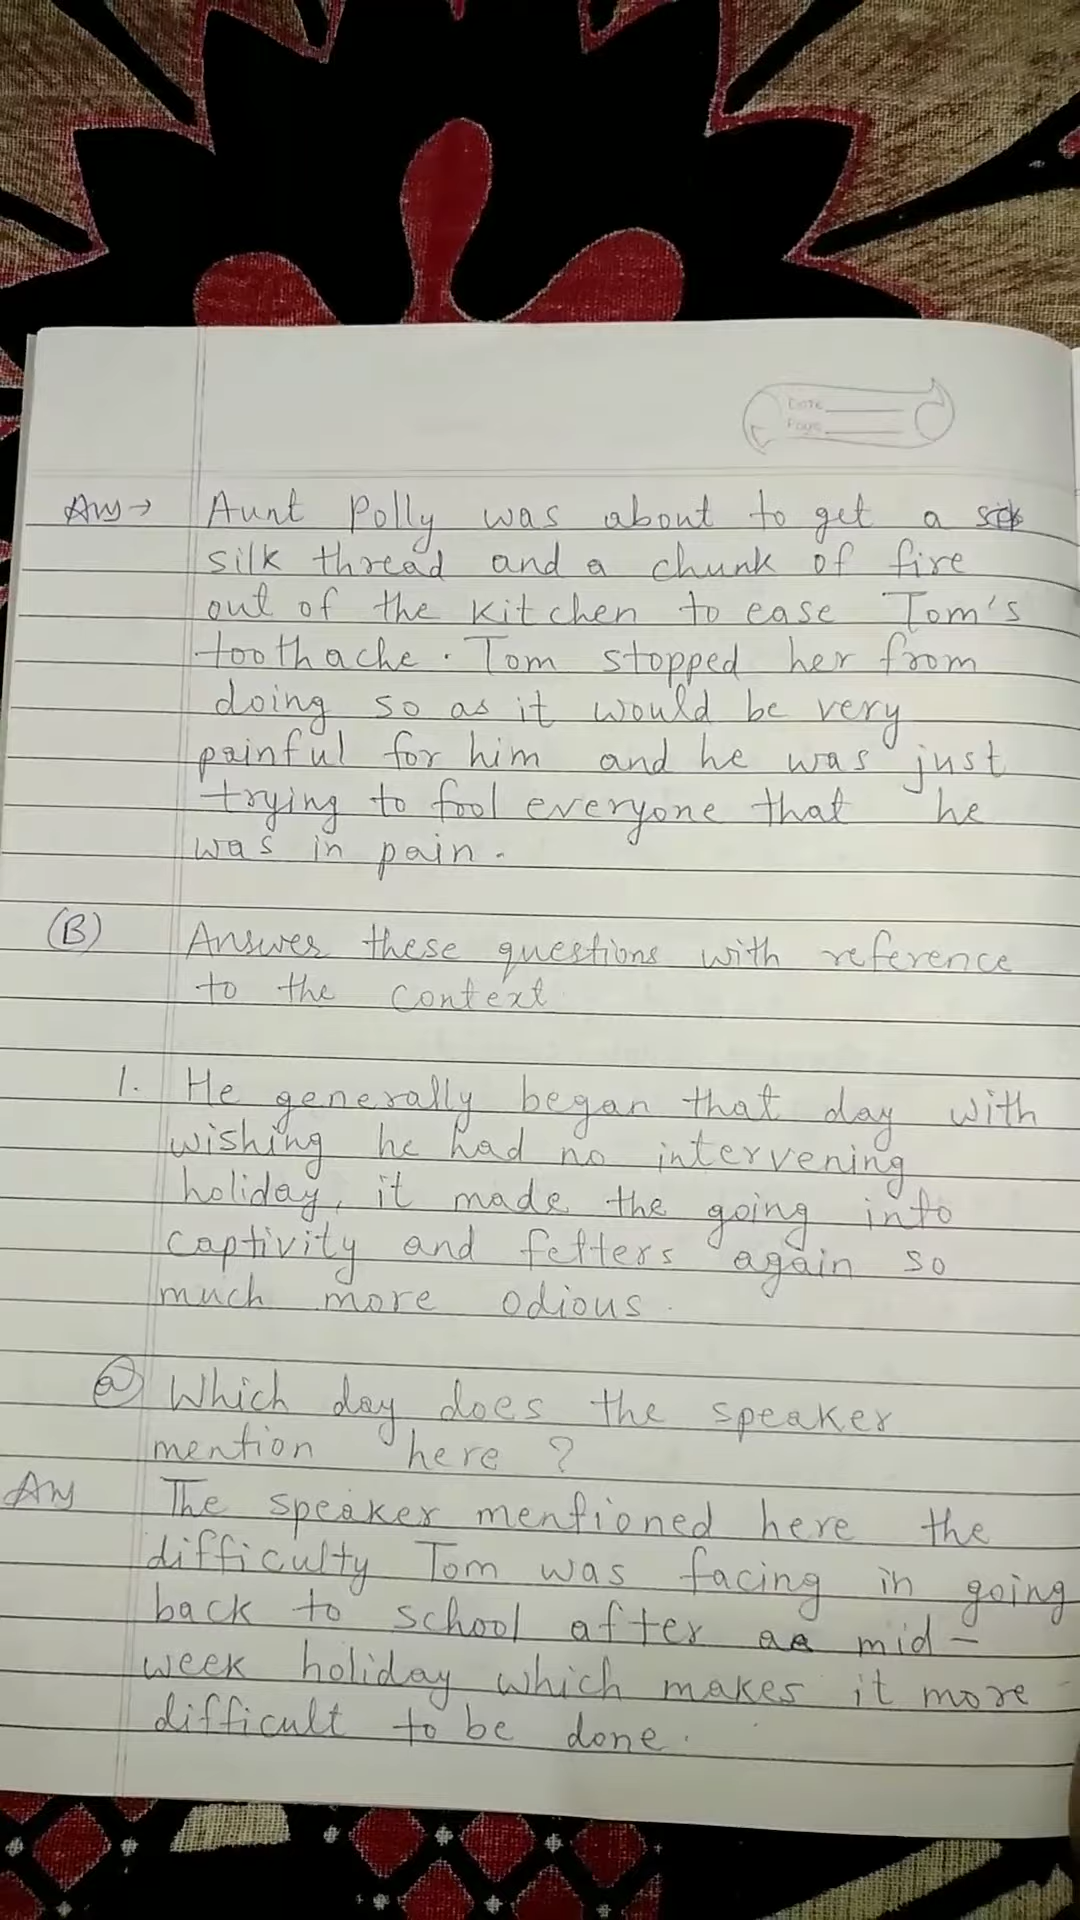 Date
Page
Ans → Aunt Polly was about to get a
silk thread and a chunk of fire
out of the kitchen to ease Tom's
toothache. Tom stopped her from
doing so as it would be very
painful for him and he was just
trying to fool everyone that he
was in pain.
(B) Answer these questions with reference
to the context
1. He generally began that day with
wishing he had no intervening
holiday, it made the going into
captivity and fetters again so
much more odious.
(a) Which day does the speaker
mention here ?
Ans The speaker mentioned here the
difficulty Tom was facing in going
back to school after a mid-
week holiday which makes it more
difficult to be done.